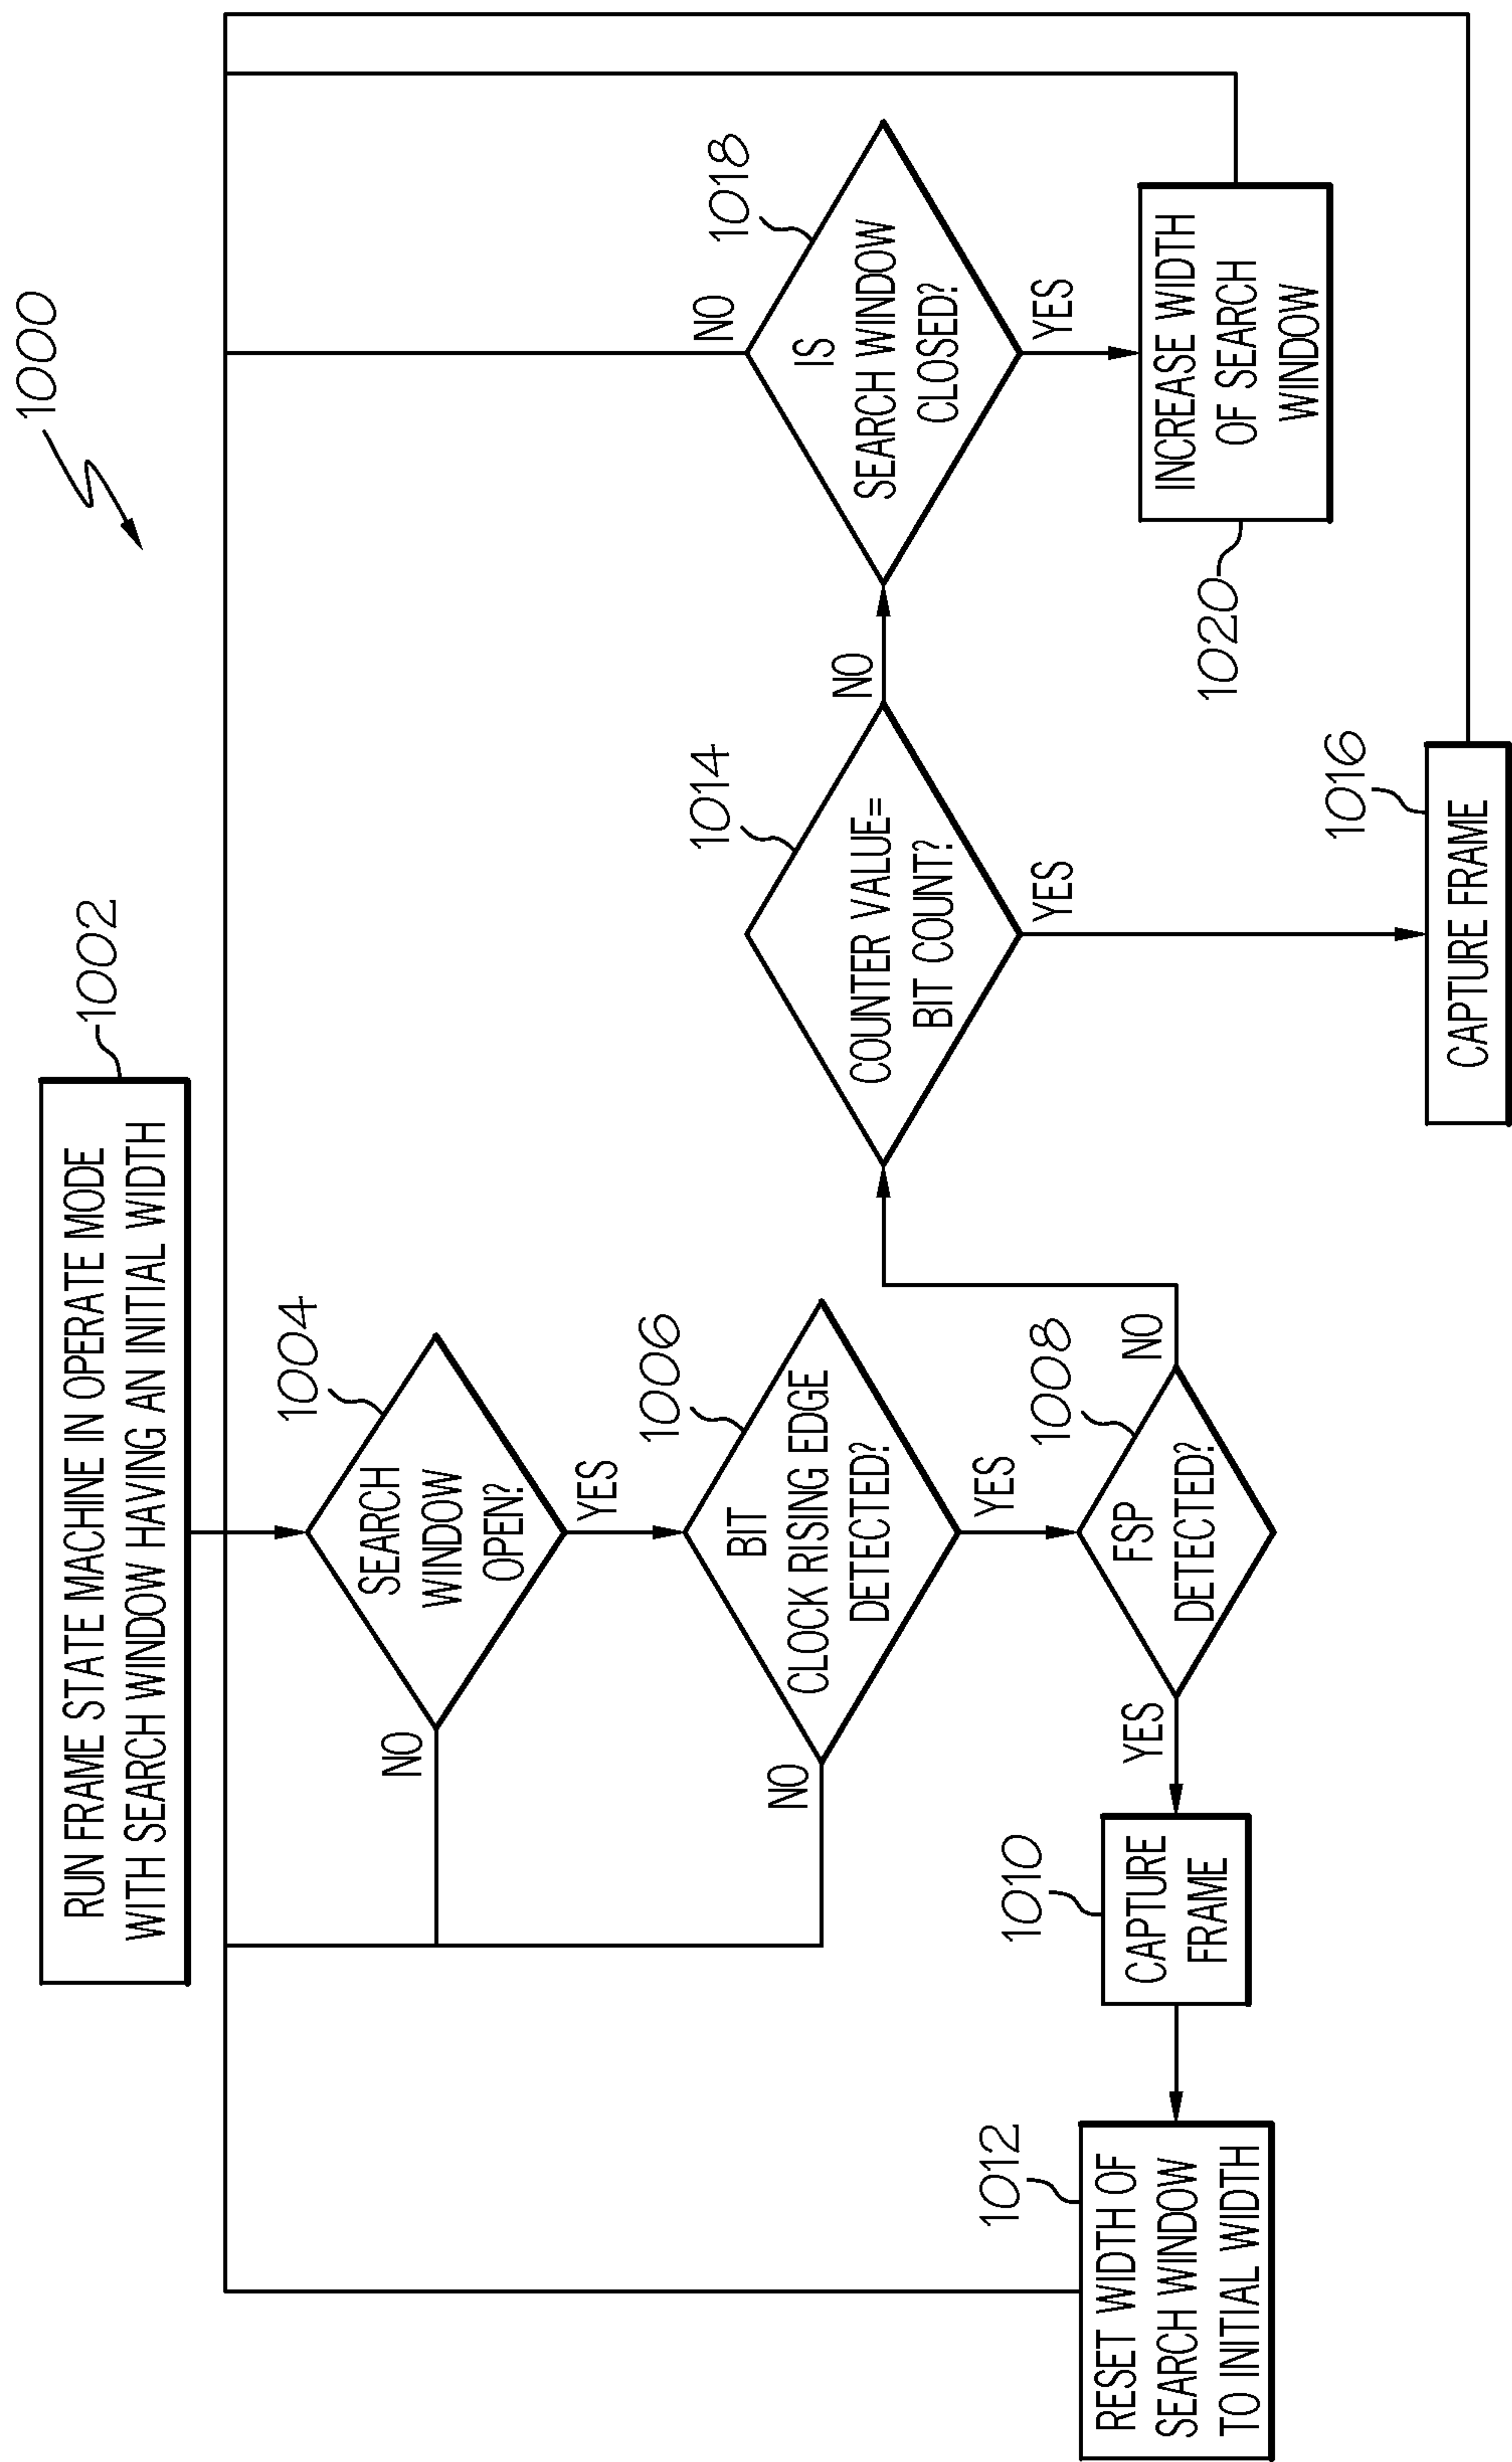 1000
1002
RUN FRAME STATE MACHINE IN OPERATE MODE
WITH SEARCH WINDOW HAVING AN INITIAL WIDTH
1004
SEARCH
WINDOW
OPEN?
NO
YES
1006
BIT
CLOCK RISING EDGE
DETECTED?
NO
YES
1008
FSP
DETECTED?
YES
NO
1010
CAPTURE
FRAME
1012
RESET WIDTH OF
SEARCH WINDOW
TO INITIAL WIDTH
1014
COUNTER VALUE=
BIT COUNT?
NO
YES
1016
CAPTURE FRAME
1018
IS
SEARCH WINDOW
CLOSED?
NO
YES
1020
INCREASE WIDTH
OF SEARCH
WINDOW